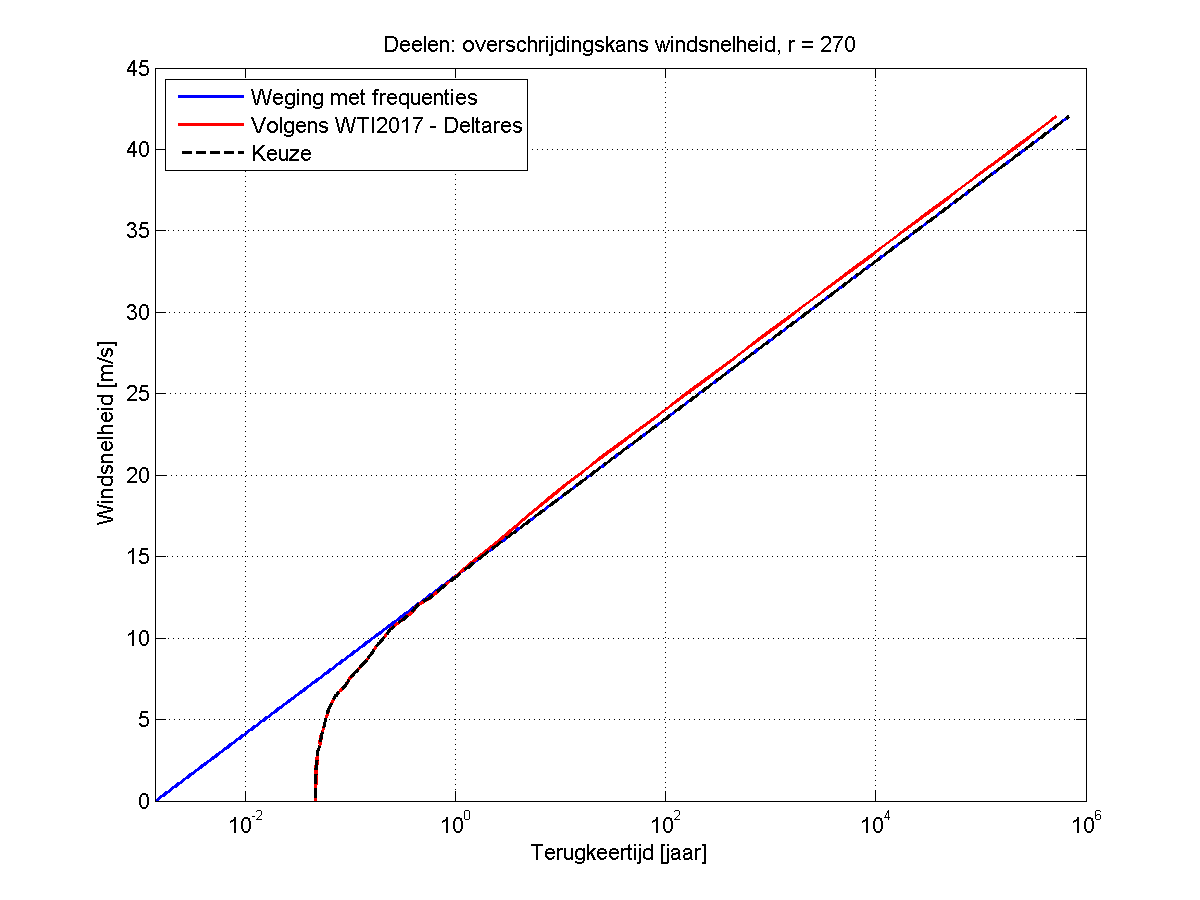 Deelen: overschrijdingskans windsnelheid, r = 270
45
40
35
30
25
20
15
10
5
0
Weging met frequenties
Volgens WTI2017 - Deltares
Keuze
Windsnelheid [m/s]
10^-2
10^0
10^2
10^4
10^6
Terugkeertijd [jaar]